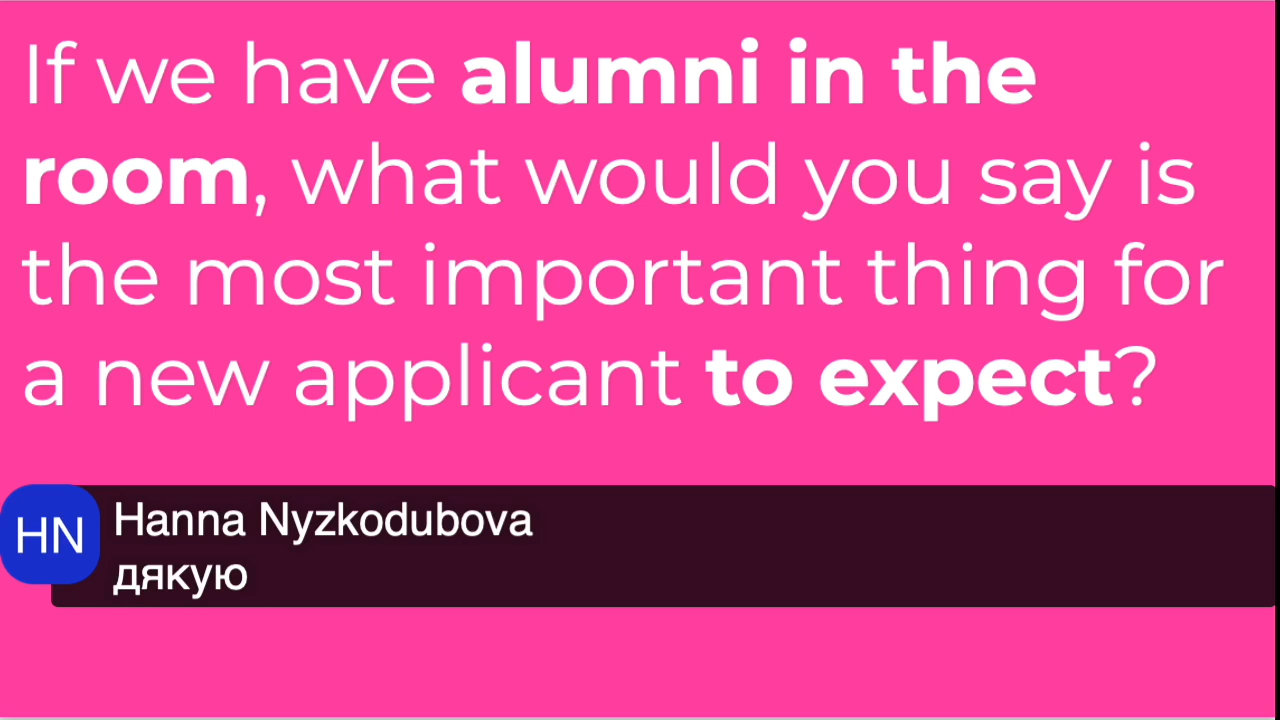 If we have alumni in the
room, what would you say is
the most important thing for
a new applicant to expect?
HN
Hanna Nyzkodubova
дякую